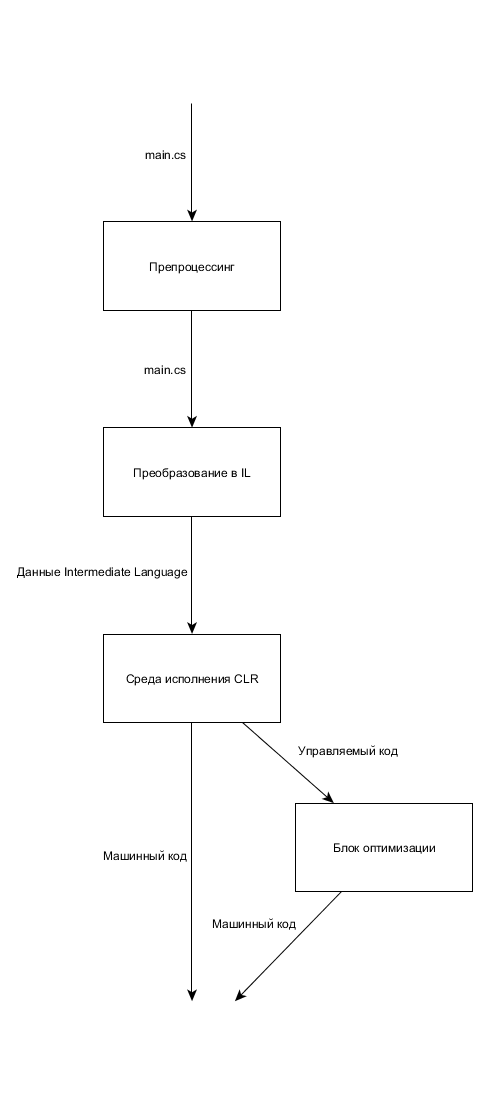 main.cs
Препроцессинг
main.cs
Преобразование в IL
Данные Intermediate Language
Среда исполнения CLR
Управляемый код
Блок оптимизации
Машинный код
Машинный код